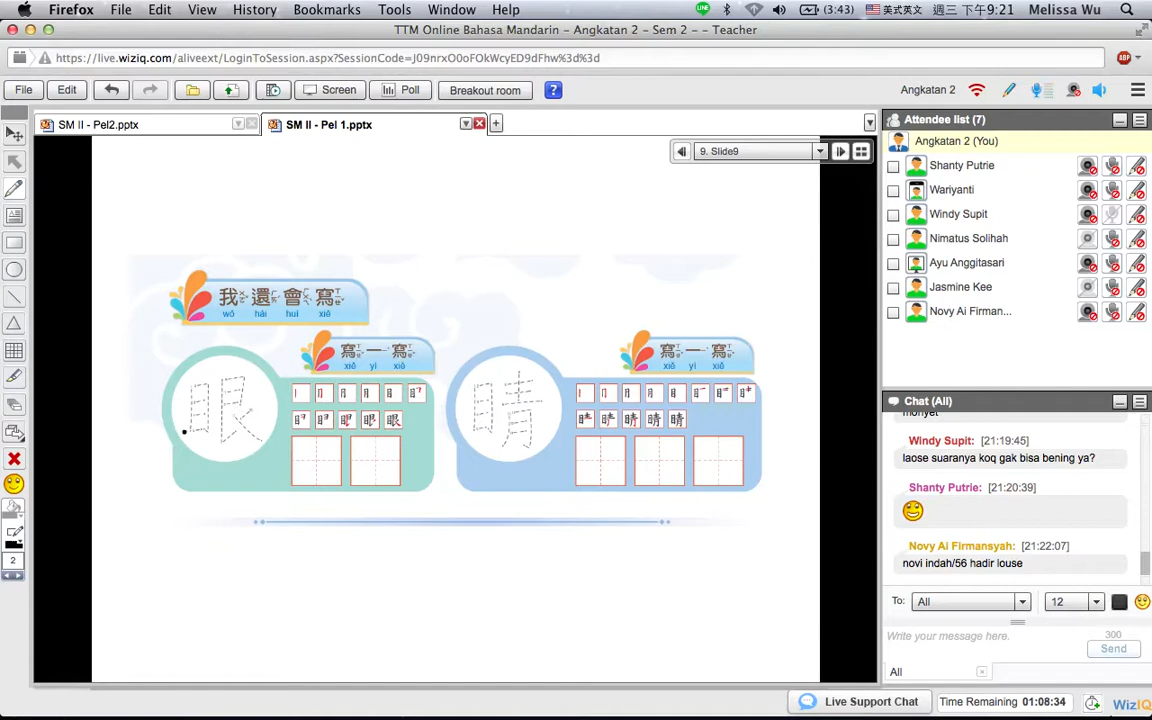 Firefox File Edit View History Bookmarks Tools Window Help (3:43) 美式英文 週三 下午9:21 Melissa Wu
TTM Online Bahasa Mandarin - Angkatan 2 - Sem 2 - - Teacher
https://live.wiziq.com/aliveext/LoginToSession.aspx?SessionCode=J09nrxO0oFOkWcyED9dFhw%3d%3d ABP
File Edit Screen Poll Breakout room ? Angkatan 2
SM II - Pel2.pptx SM II - Pel 1.pptx
Attendee list (7)
9. Slide9
Angkatan 2 (You)
Shanty Putrie
Wariyanti
Windy Supit
Nimatus Solihah
Ayu Anggitasari
Jasmine Kee
Novy Ai Firman...
我還會寫
wǒ hái huì xiě
寫一寫
xiě yì xiě
眼
寫一寫
xiě yì xiě
睛
Chat (All)
monyet
Windy Supit: [21:19:45]
laose suaranya koq gak bisa bening ya?
Shanty Putrie: [21:20:39]
Novy Ai Firmansyah: [21:22:07]
novi indah/56 hadir louse
To: All 12
Write your message here. 300
Send
All
2
Live Support Chat Time Remaining 01:08:34 WizIQ